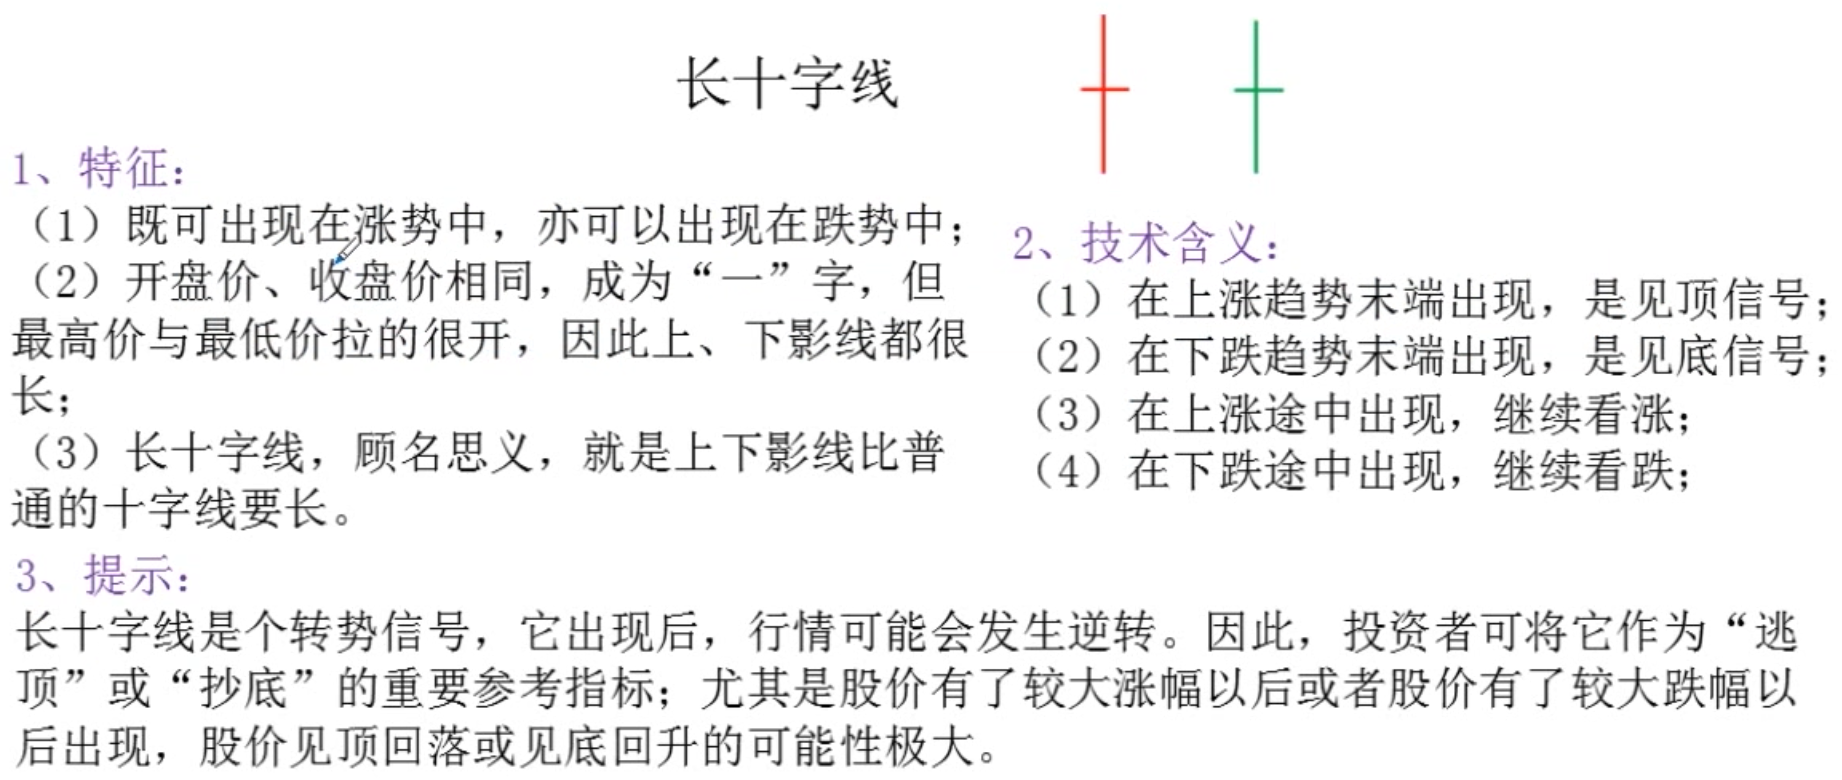 长十字线
1、特征：
（1）既可出现在涨势中，亦可以出现在跌势中；
（2）开盘价、收盘价相同，成为“一”字，但
最高价与最低价拉的很开，因此上、下影线都很
长；
（3）长十字线，顾名思义，就是上下影线比普
通的十字线要长。
2、技术含义：
（1）在上涨趋势末端出现，是见顶信号；
（2）在下跌趋势末端出现，是见底信号；
（3）在上涨途中出现，继续看涨；
（4）在下跌途中出现，继续看跌；
3、提示：
长十字线是个转势信号，它出现后，行情可能会发生逆转。因此，投资者可将它作为“逃
顶”或“抄底”的重要参考指标；尤其是股价有了较大涨幅以后或者股价有了较大跌幅以
后出现，股价见顶回落或见底回升的可能性极大。